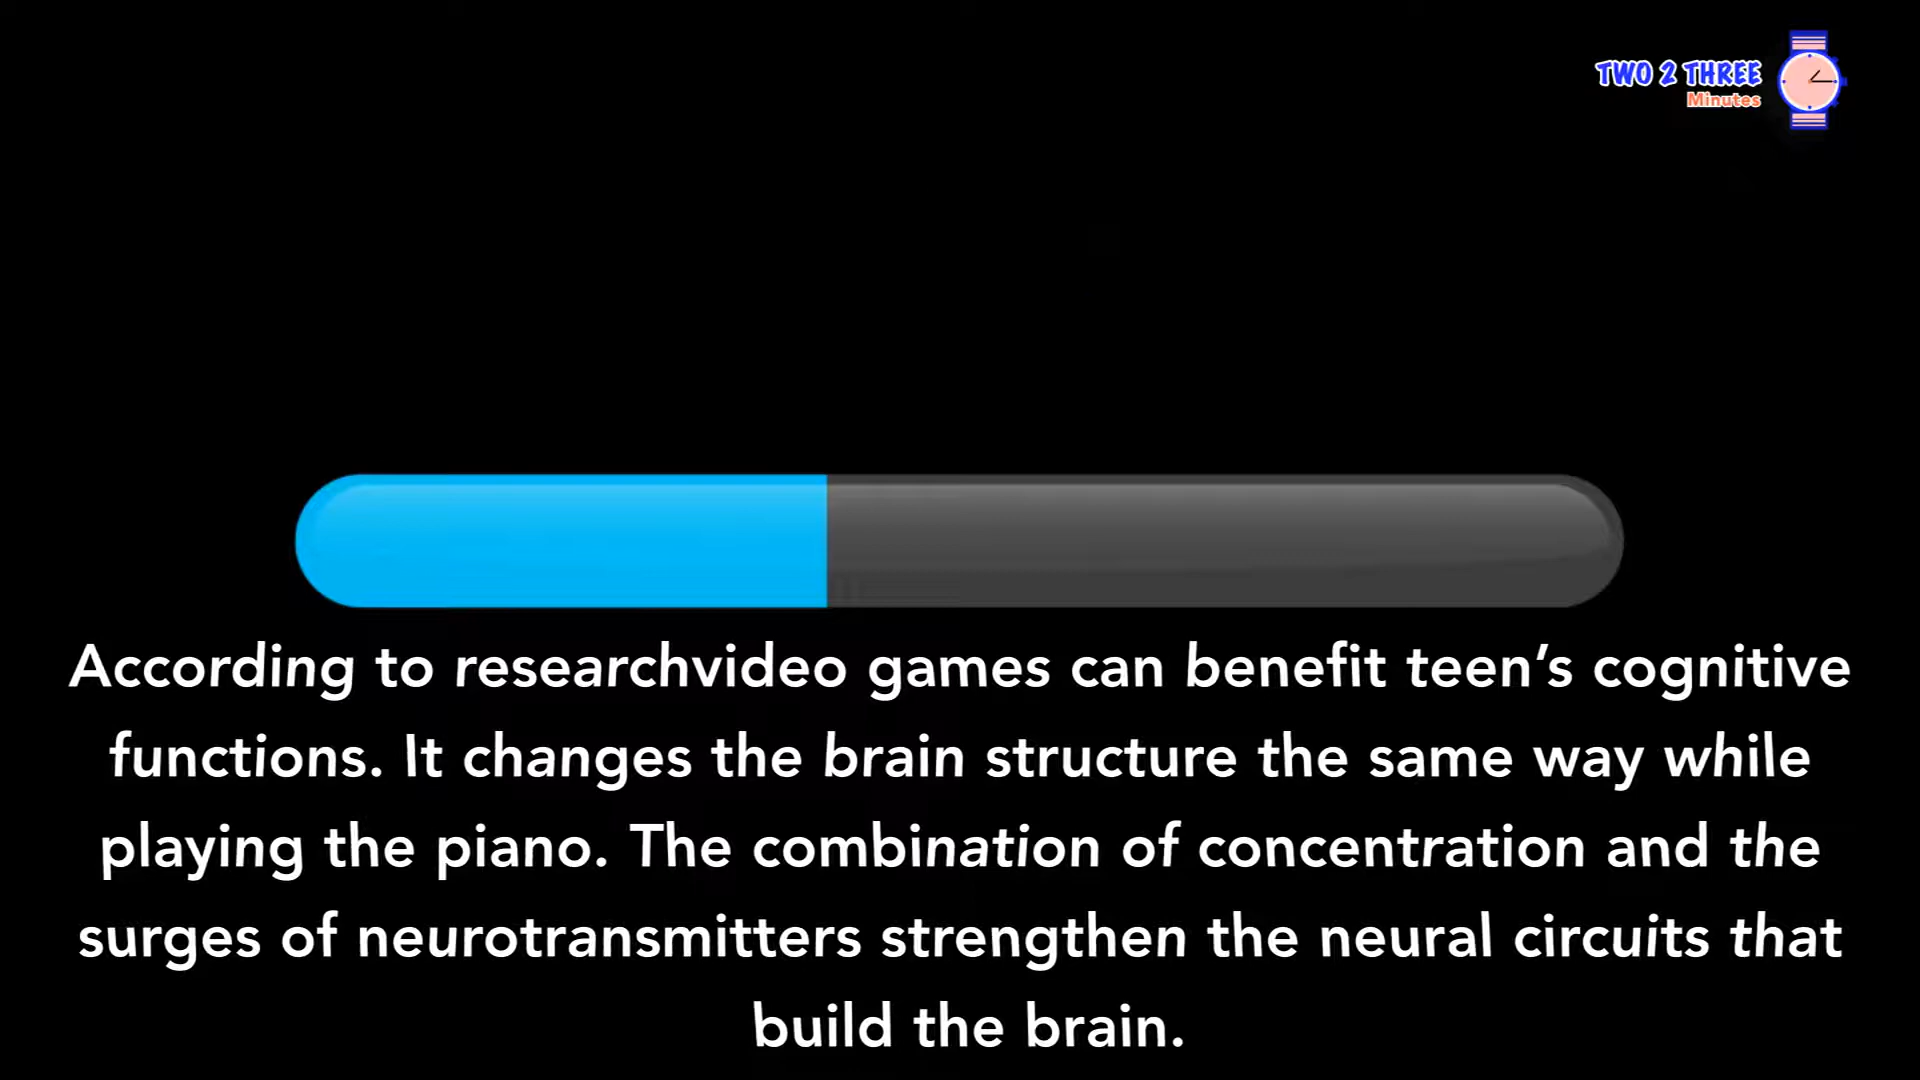 TWO 2 THREE
Minutes
According to researchvideo games can benefit teen’s cognitive
functions. It changes the brain structure the same way while
playing the piano. The combination of concentration and the
surges of neurotransmitters strengthen the neural circuits that
build the brain.